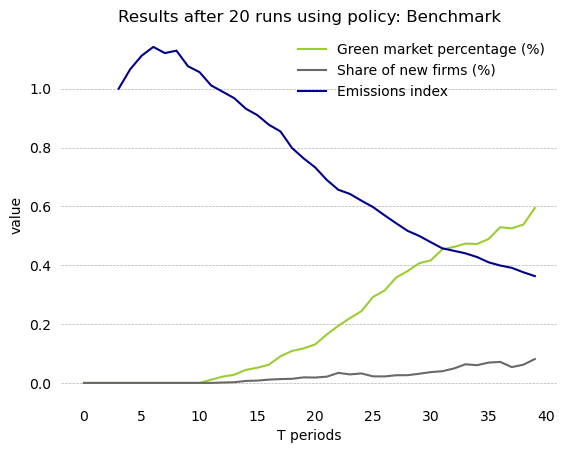 Results after 20 runs using policy: Benchmark
Green market percentage (%)
Share of new firms (%)
Emissions index
1.0
0.8
0.6
0.4
0.2
0.0
value
0 5 10 15 20 25 30 35 40
T periods